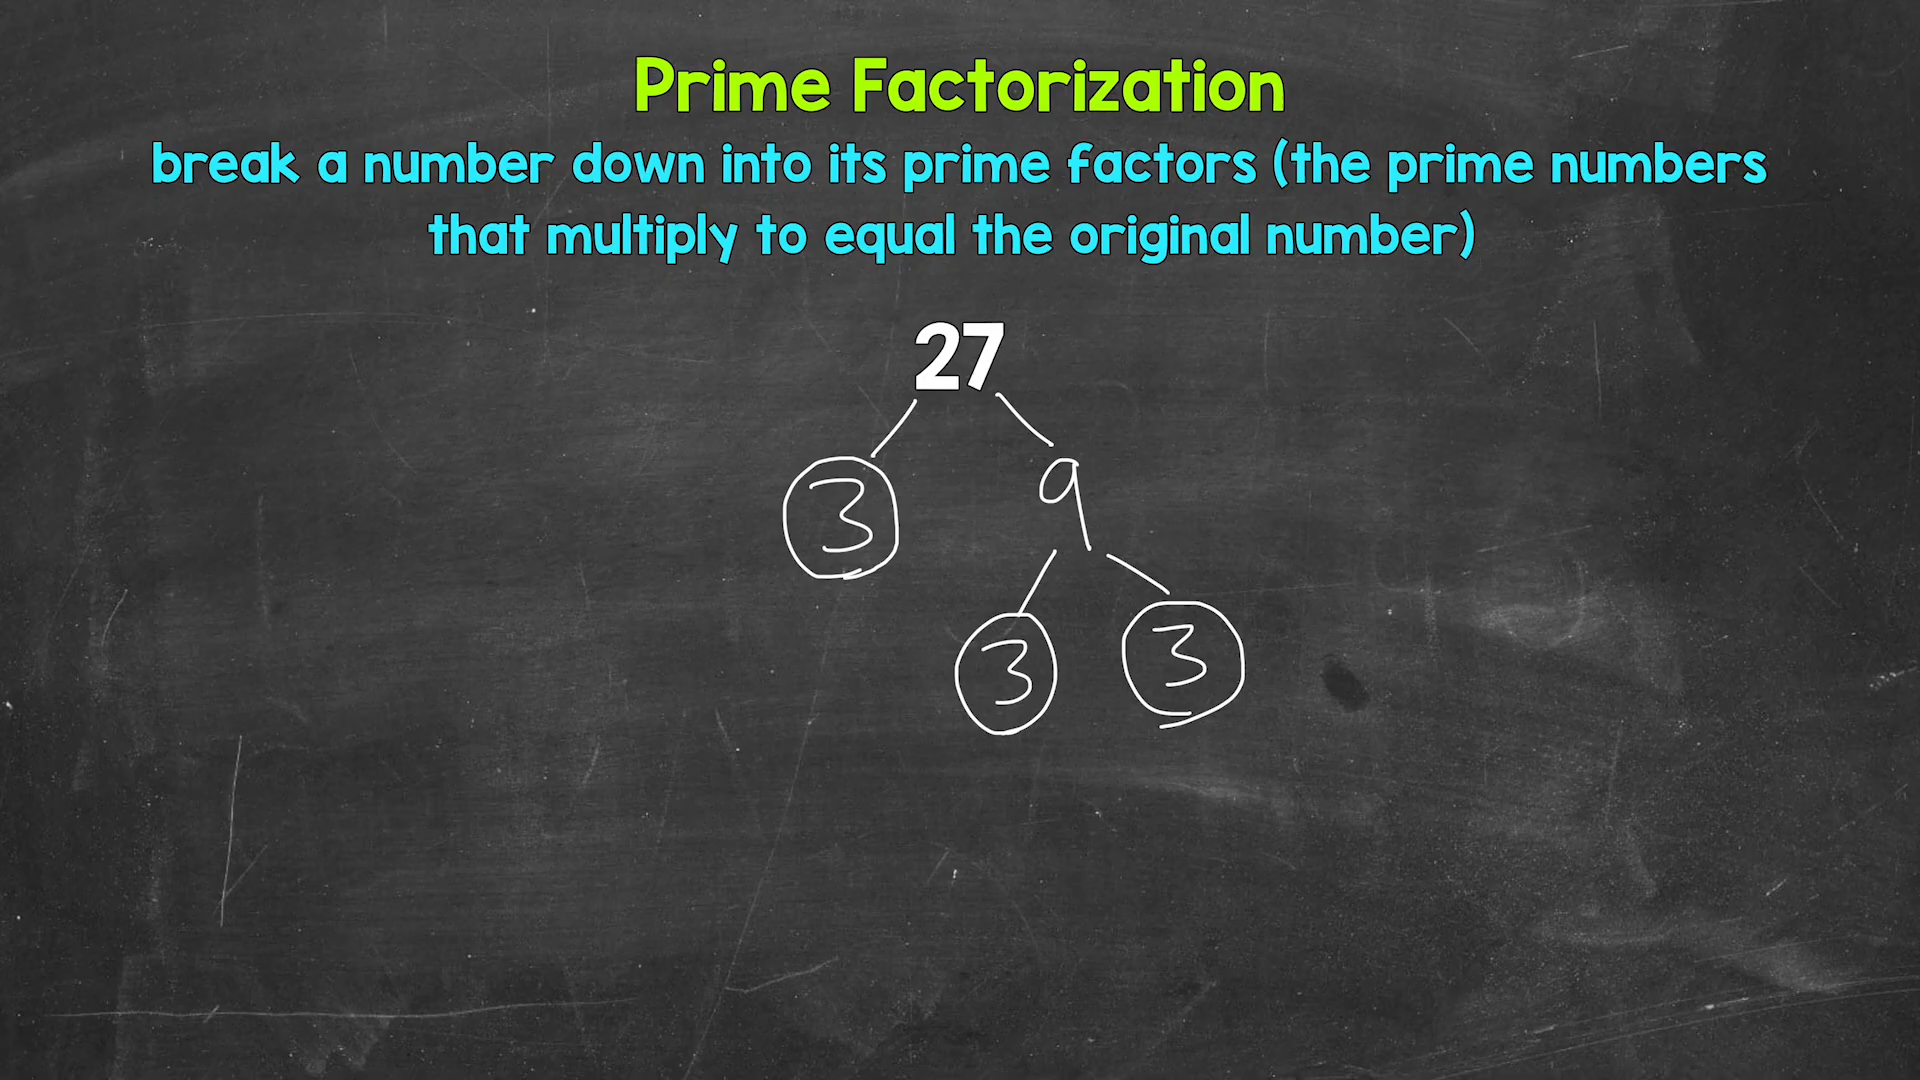 Prime Factorization
break a number down into its prime factors (the prime numbers
that multiply to equal the original number)
27
3 9
3 3